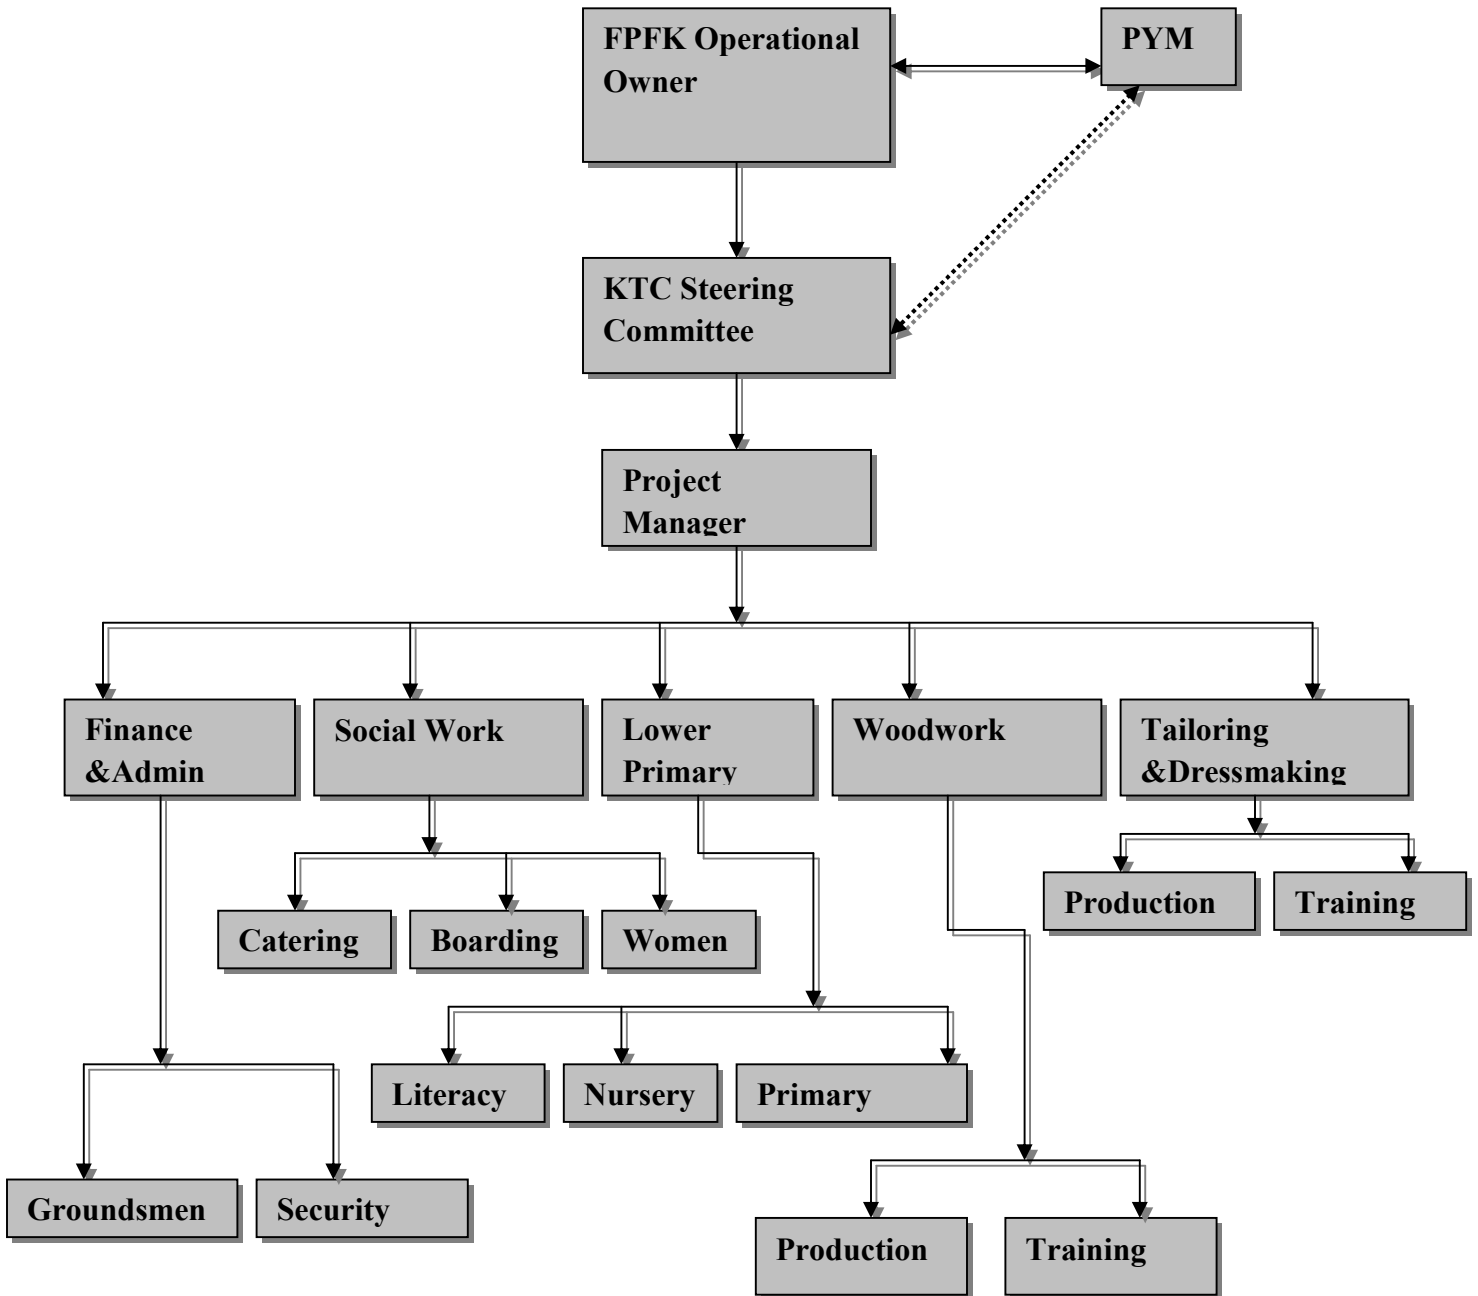 FPFK Operational
Owner
PYM
KTC Steering
Committee
Project
Manager
Finance
&Admin
Social Work
Lower
Primary
Woodwork
Tailoring
&Dressmaking
Production
Training
Catering
Boarding
Women
Literacy
Nursery
Primary
Groundsmen
Security
Production
Training